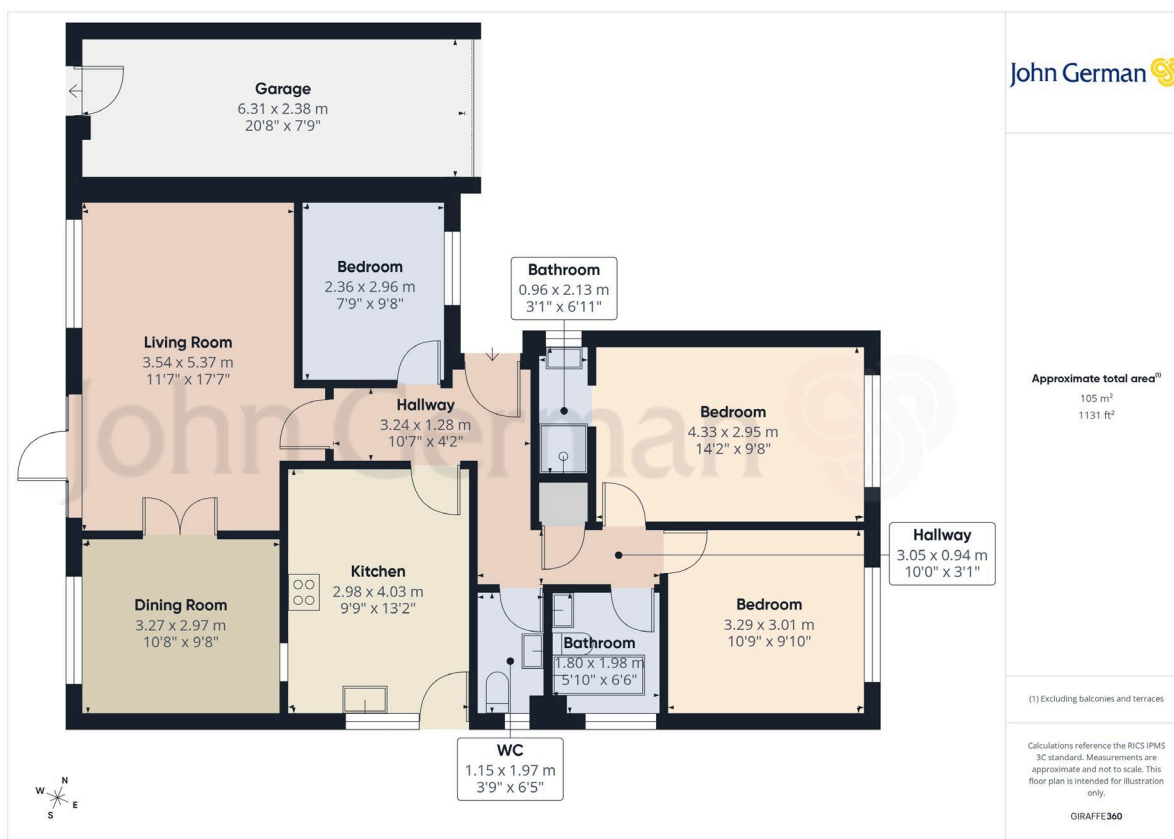 Garage
6.31 x 2.38 m
20'8" x 7'9"
John German
Bedroom
2.36 x 2.96 m
7'9" x 9'8"
Bathroom
0.96 x 2.13 m
3'1" x 6'11"
Living Room
3.54 x 5.37 m
11'7" x 17'7"
Hallway
3.24 x 1.28 m
10'7" x 4'2"
Bedroom
4.33 x 2.95 m
14'2" x 9'8"
John German
Approximate total area(1)
105 m²
1131 ft²
Hallway
3.05 x 0.94 m
10'0" x 3'1"
Kitchen
2.98 x 4.03 m
9'9" x 13'2"
Dining Room
3.27 x 2.97 m
10'8" x 9'8"
Bathroom
1.80 x 1.98 m
5'10" x 6'6"
Bedroom
3.29 x 3.01 m
10'9" x 9'10"
WC
1.15 x 1.97 m
3'9" x 6'5"
(1) Excluding balconies and terraces
Calculations reference the RICS IPMS
3C standard. Measurements are
approximate and not to scale. This
floor plan is intended for illustration
only.
GIRAFFE360
N
W
E
S